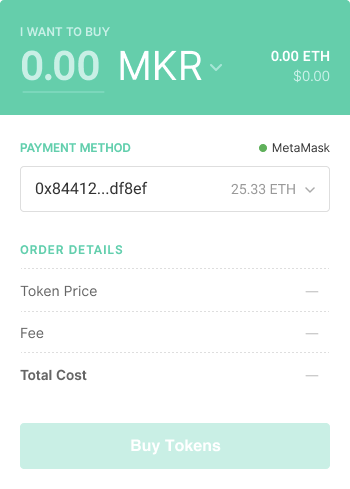 I WANT TO BUY
0.00 MKR
0.00 ETH
$0.00
PAYMENT METHOD
MetaMask
0x84412...df8ef
25.33 ETH
ORDER DETAILS
Token Price —
Fee —
Total Cost —
Buy Tokens